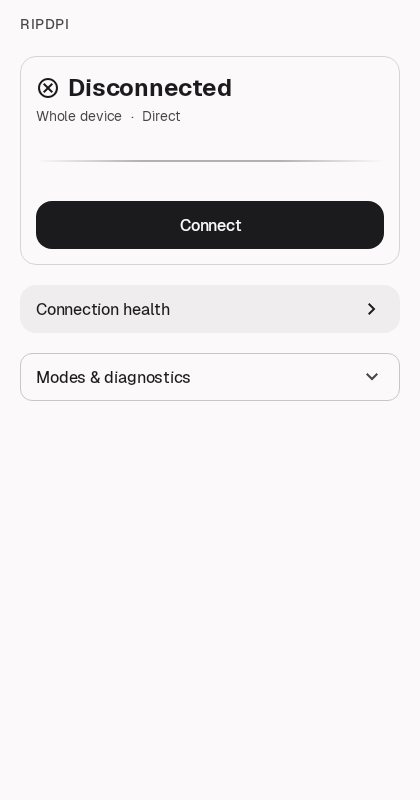 RIPDPI
Disconnected
Whole device · Direct
Connect
Connection health
Modes & diagnostics